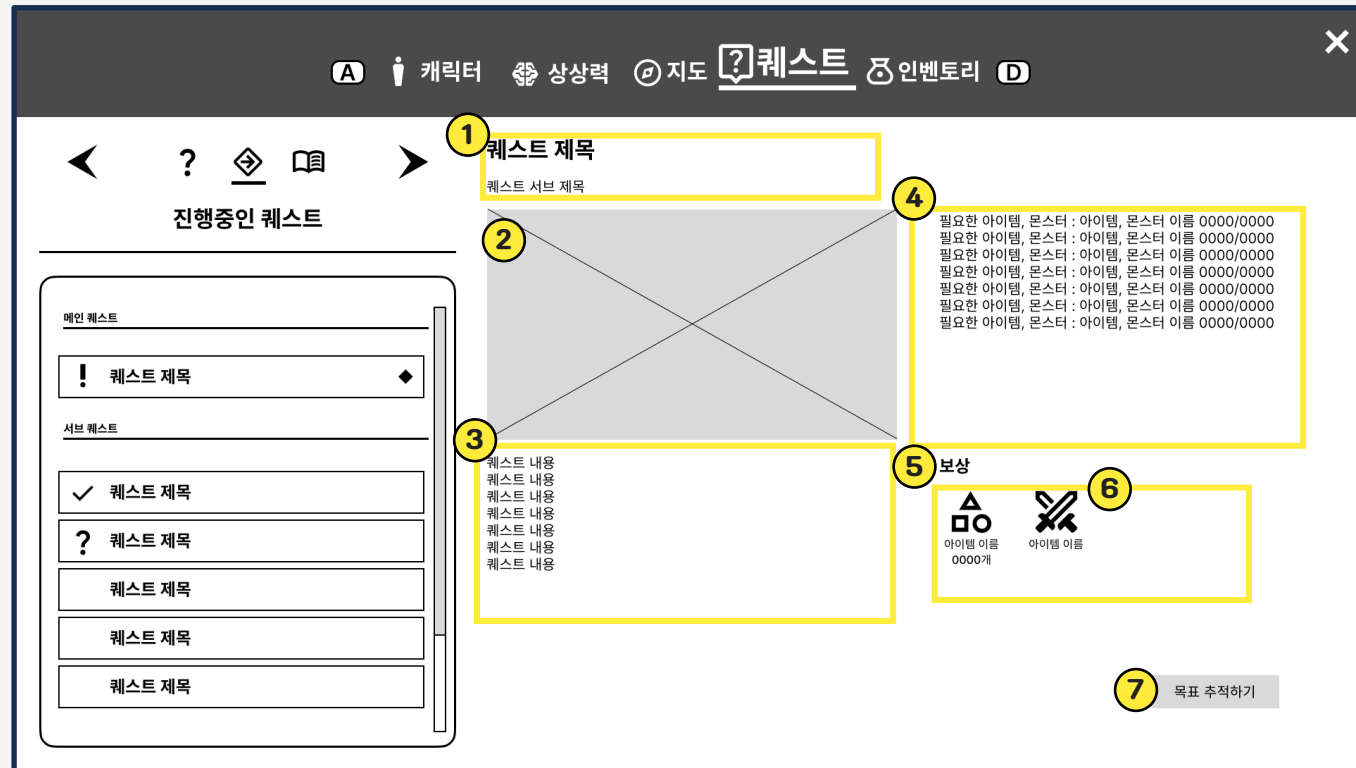 A 캐릭터 상상력 지도 퀘스트 인벤토리 D
진행중인 퀘스트
메인 퀘스트
퀘스트 제목
서브 퀘스트
퀘스트 제목
퀘스트 제목
퀘스트 제목
퀘스트 제목
퀘스트 제목
1
퀘스트 제목
퀘스트 서브 제목
2
3
퀘스트 내용
퀘스트 내용
퀘스트 내용
퀘스트 내용
퀘스트 내용
퀘스트 내용
퀘스트 내용
4
필요한 아이템, 몬스터 : 아이템, 몬스터 이름 0000/0000
필요한 아이템, 몬스터 : 아이템, 몬스터 이름 0000/0000
필요한 아이템, 몬스터 : 아이템, 몬스터 이름 0000/0000
필요한 아이템, 몬스터 : 아이템, 몬스터 이름 0000/0000
필요한 아이템, 몬스터 : 아이템, 몬스터 이름 0000/0000
필요한 아이템, 몬스터 : 아이템, 몬스터 이름 0000/0000
필요한 아이템, 몬스터 : 아이템, 몬스터 이름 0000/0000
5 보상
6
아이템 이름
0000개
아이템 이름
7 목표 추적하기